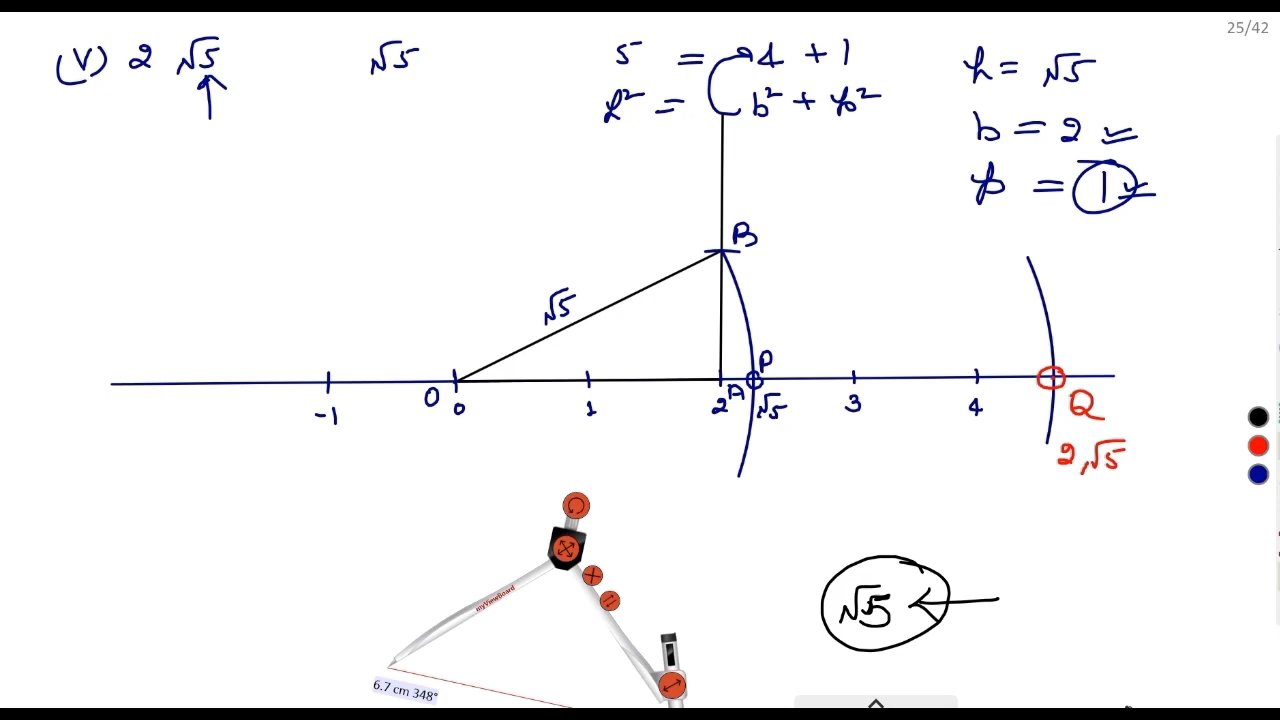 25/42
(v) 2 √5 √5 5 = 4 + 1 h = √5
h² = b² + p²
b = 2
p = 1
B
√5
P
O A
-1 0 1 2 √5 3 4 Q
2√5
myViewBoard
√5
6.7 cm 348°